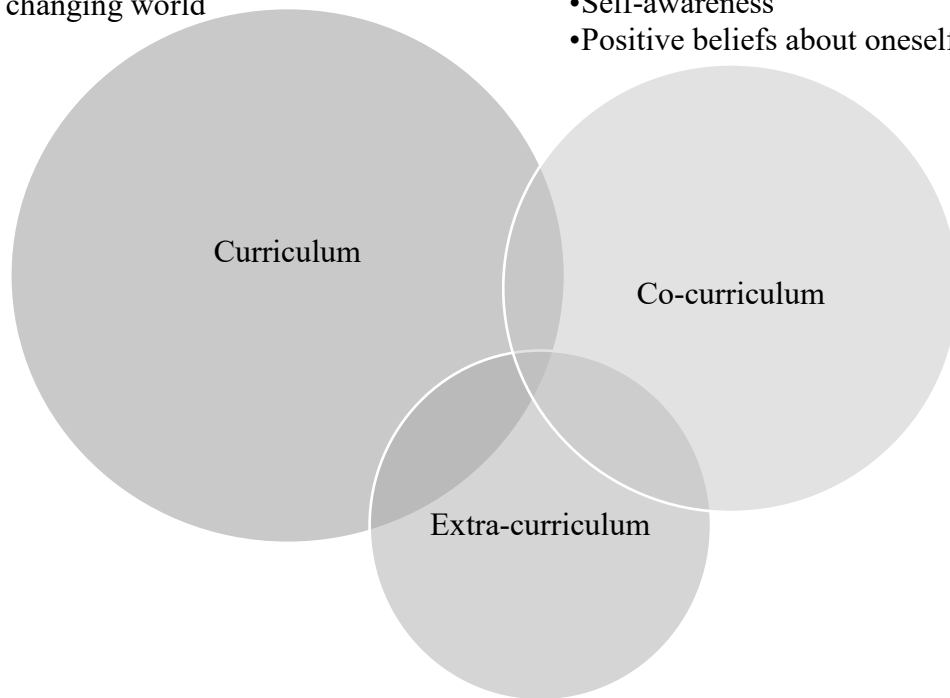 changing world
•Self-awareness
•Positive beliefs about oneself
Curriculum
Co-curriculum
Extra-curriculum